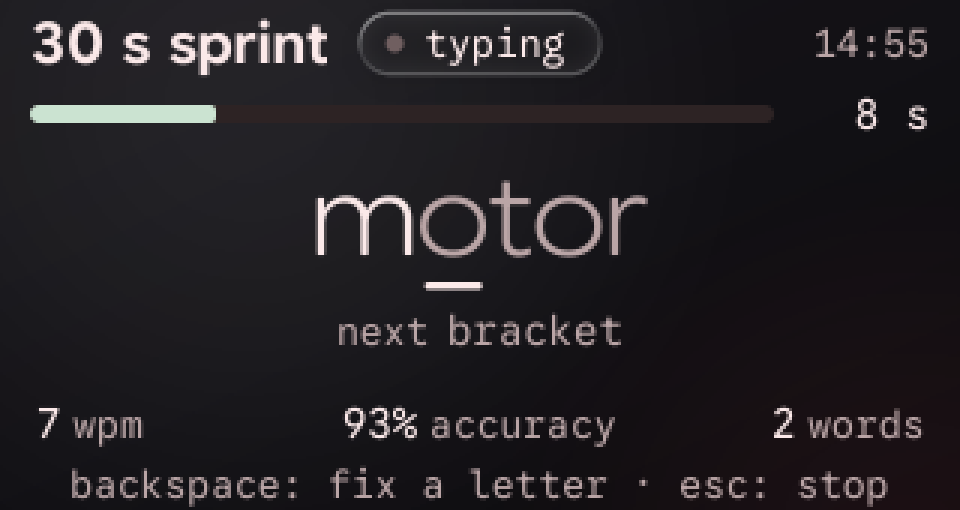 30 s sprint typing 14:55
8 s
motor
next bracket
7 wpm 93% accuracy 2 words
backspace: fix a letter · esc: stop